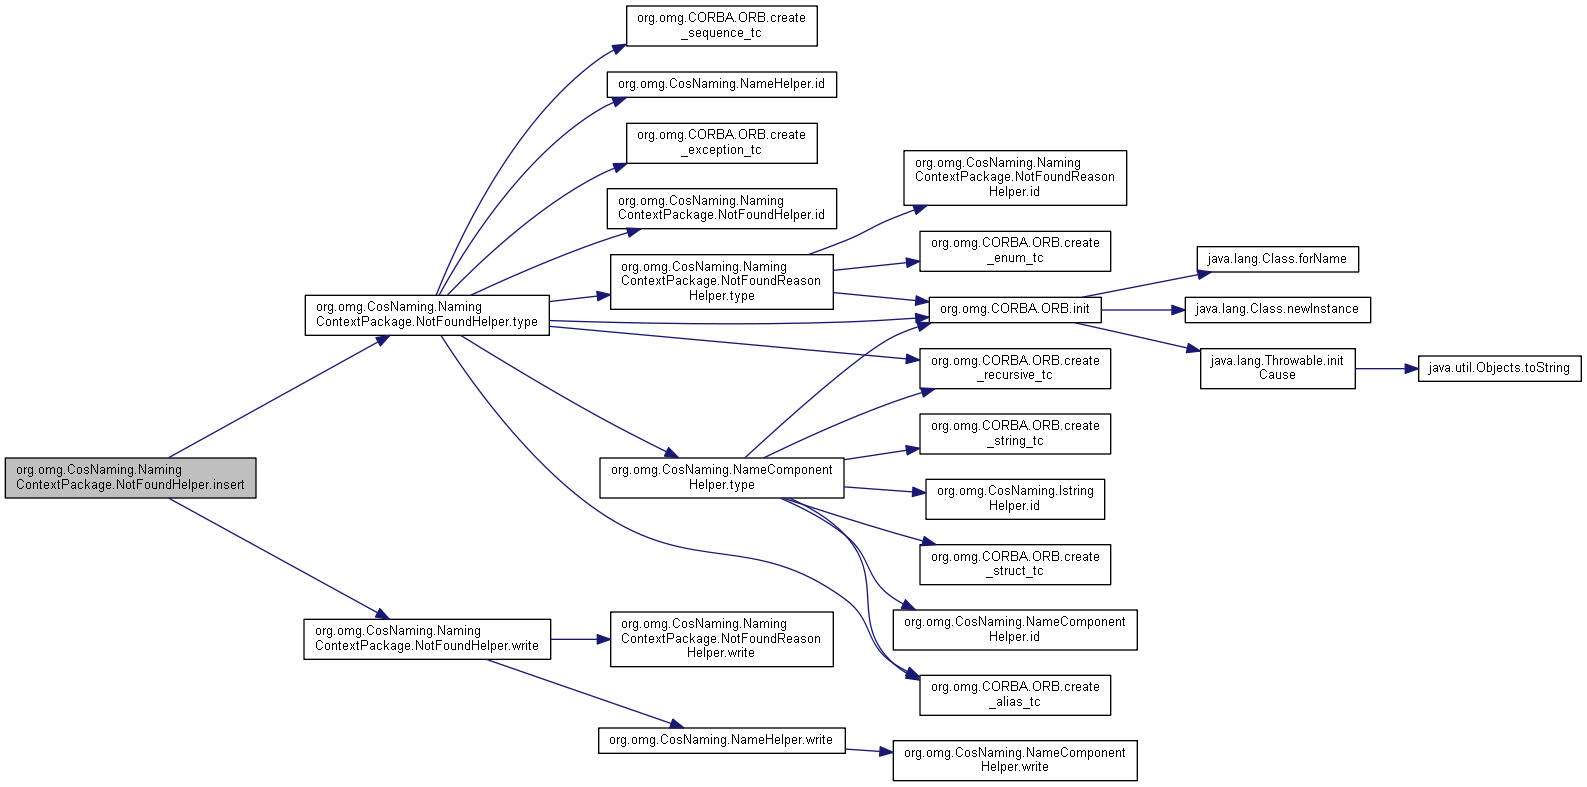 org.omg.CORBA.ORB.create
_sequence_tc
org.omg.CosNaming.NameHelper.id
org.omg.CORBA.ORB.create
_exception_tc
org.omg.CosNaming.Naming
ContextPackage.NotFoundReason
Helper.id
org.omg.CosNaming.Naming
ContextPackage.NotFoundHelper.id
org.omg.CORBA.ORB.create
_enum_tc
java.lang.Class.forName
org.omg.CosNaming.Naming
ContextPackage.NotFoundReason
Helper.type
org.omg.CosNaming.Naming
ContextPackage.NotFoundHelper.type
org.omg.CORBA.ORB.init
java.lang.Class.newInstance
org.omg.CORBA.ORB.create
_recursive_tc
java.lang.Throwable.init
Cause
java.util.Objects.toString
org.omg.CORBA.ORB.create
_string_tc
org.omg.CosNaming.Naming
ContextPackage.NotFoundHelper.insert
org.omg.CosNaming.NameComponent
Helper.type
org.omg.CosNaming.Istring
Helper.id
org.omg.CORBA.ORB.create
_struct_tc
org.omg.CosNaming.NameComponent
Helper.id
org.omg.CosNaming.Naming
ContextPackage.NotFoundHelper.write
org.omg.CosNaming.Naming
ContextPackage.NotFoundReason
Helper.write
org.omg.CORBA.ORB.create
_alias_tc
org.omg.CosNaming.NameHelper.write
org.omg.CosNaming.NameComponent
Helper.write